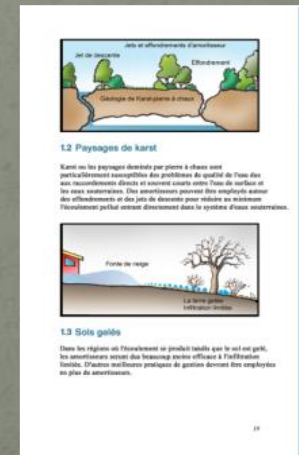 Jets et effondrements d'amortisseur
Jet de descente
Effondrement
Géologie de Karst-pierre à chaux
1.2 Paysages de karst
Karst ou les paysages dominés par pierre à chaux sont
particulièrement susceptibles des problèmes de qualité de l'eau dus
aux raccordements directs et souvent courts entre l'eau de surface et
les eaux souterraines. Des amortisseurs peuvent être employés autour
des effondrements et des jets de descente pour réduire au minimum
l'écoulement pollué entrant directement dans le système d'eaux souterraines.
Fonte de neige
La terre gelée
Infiltration limitée
1.3 Sols gelés
Dans les régions où l'écoulement se produit tandis que le sol est gelé,
les amortisseurs seront dus beaucoup moins efficace à l'infiltration
limitée. D'autres meilleures pratiques de gestion devront être employées
en plus de amortisseurs.
19